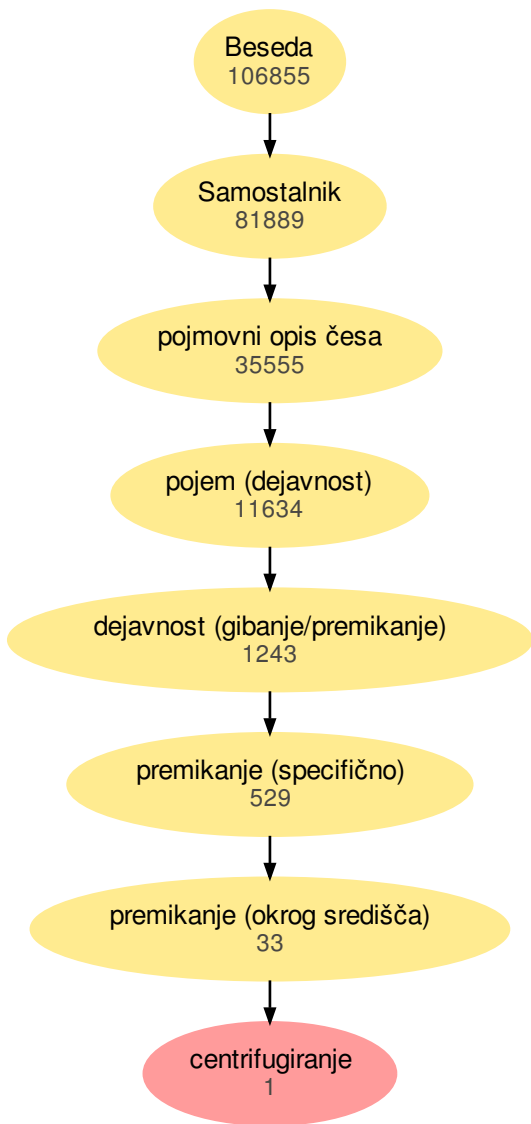 Beseda
106855
Samostalnik
81889
pojmovni opis česa
35555
pojem (dejavnost)
11634
dejavnost (gibanje/premikanje)
1243
premikanje (specifično)
529
premikanje (okrog središča)
33
centrifugiranje
1